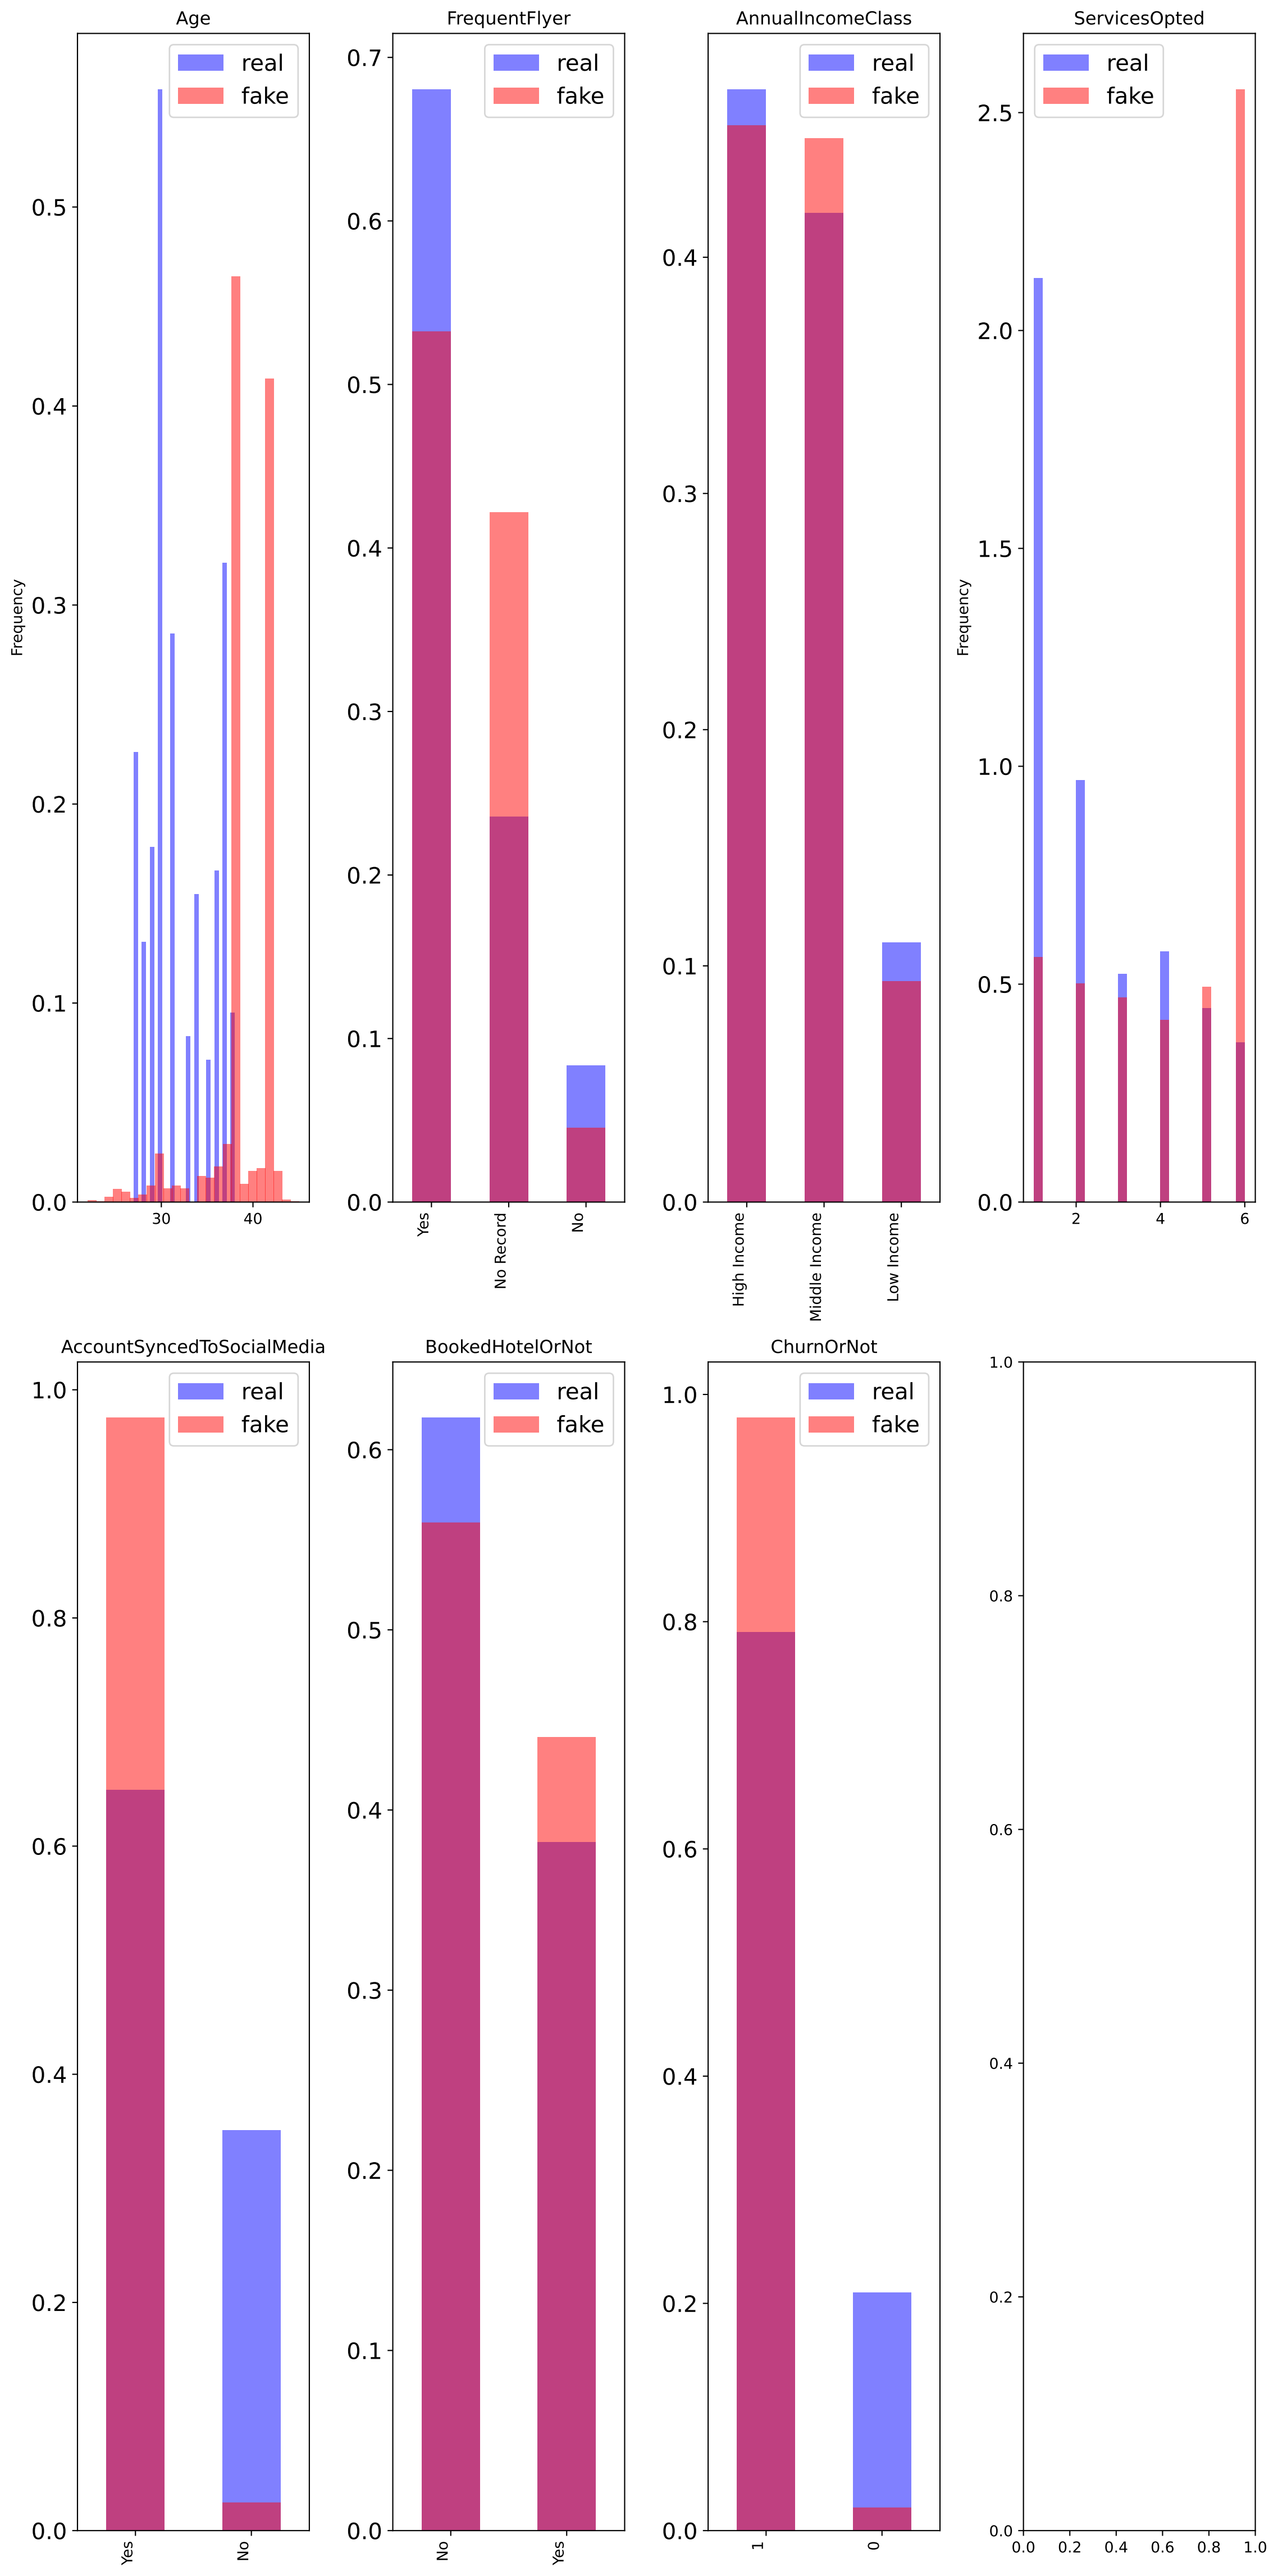 Age
real
fake
Frequency
0.5
0.4
0.3
0.2
0.1
0.0
30
40
FrequentFlyer
real
fake
0.7
0.6
0.5
0.4
0.3
0.2
0.1
0.0
Yes
No Record
No
AnnualIncomeClass
real
fake
0.4
0.3
0.2
0.1
0.0
High Income
Middle Income
Low Income
ServicesOpted
real
fake
Frequency
2.5
2.0
1.5
1.0
0.5
0.0
2
4
6
AccountSyncedToSocialMedia
real
fake
1.0
0.8
0.6
0.4
0.2
0.0
Yes
No
BookedHotelOrNot
real
fake
0.6
0.5
0.4
0.3
0.2
0.1
0.0
No
Yes
ChurnOrNot
real
fake
1.0
0.8
0.6
0.4
0.2
0.0
1
0
1.0
0.8
0.6
0.4
0.2
0.0
0.0 0.2 0.4 0.6 0.8 1.0